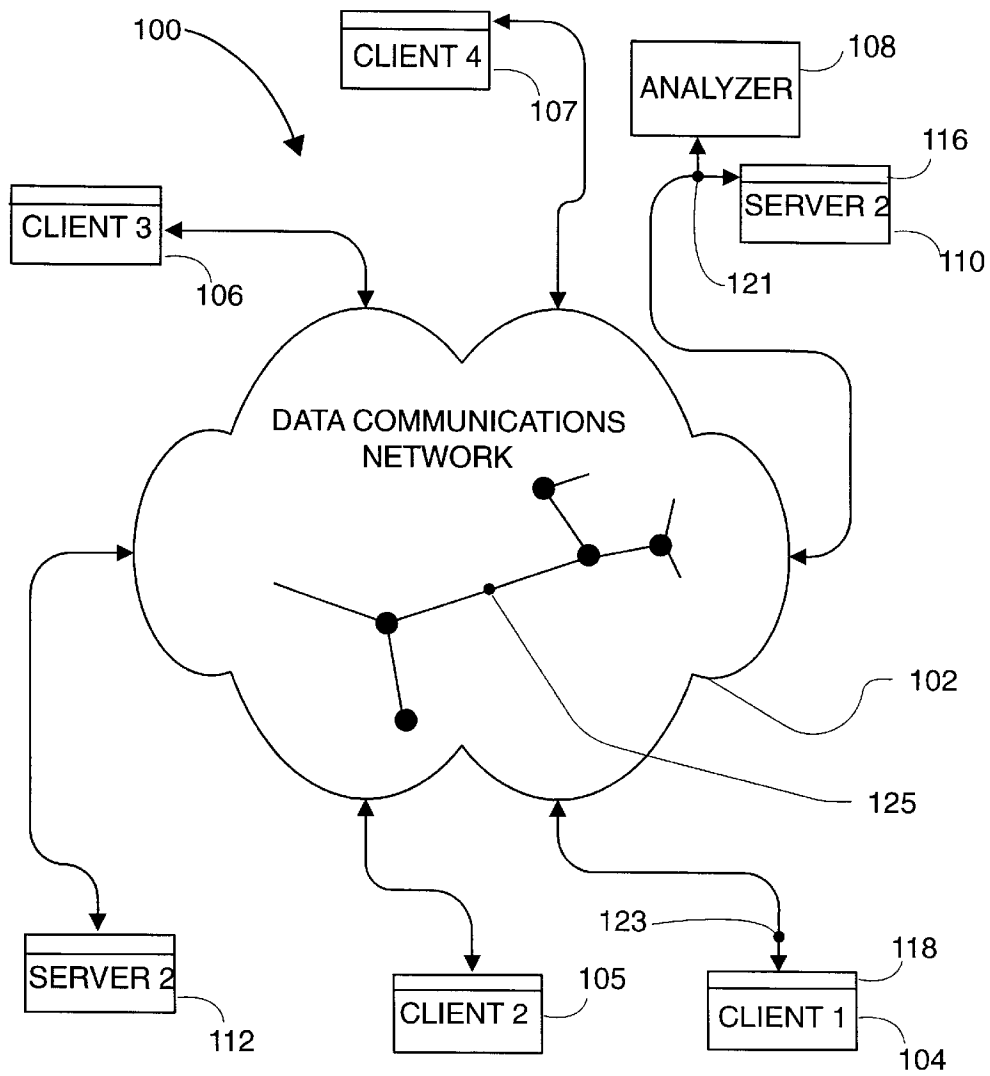 100
CLIENT 4
107
ANALYZER
108
116
SERVER 2
110
121
CLIENT 3
106
DATA COMMUNICATIONS
NETWORK
102
125
123
SERVER 2
112
CLIENT 2
105
118
CLIENT 1
104